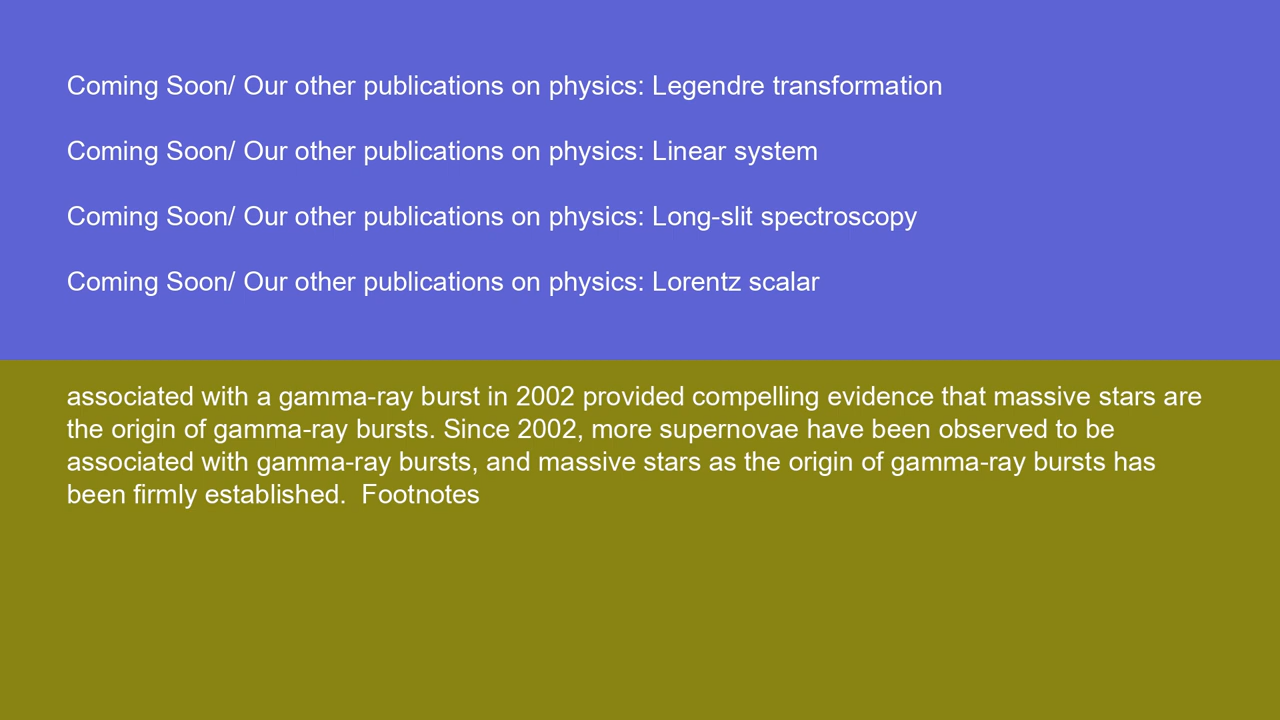 Coming Soon/ Our other publications on physics: Legendre transformation
Coming Soon/ Our other publications on physics: Linear system
Coming Soon/ Our other publications on physics: Long-slit spectroscopy
Coming Soon/ Our other publications on physics: Lorentz scalar
associated with a gamma-ray burst in 2002 provided compelling evidence that massive stars are
the origin of gamma-ray bursts. Since 2002, more supernovae have been observed to be
associated with gamma-ray bursts, and massive stars as the origin of gamma-ray bursts has
been firmly established.  Footnotes